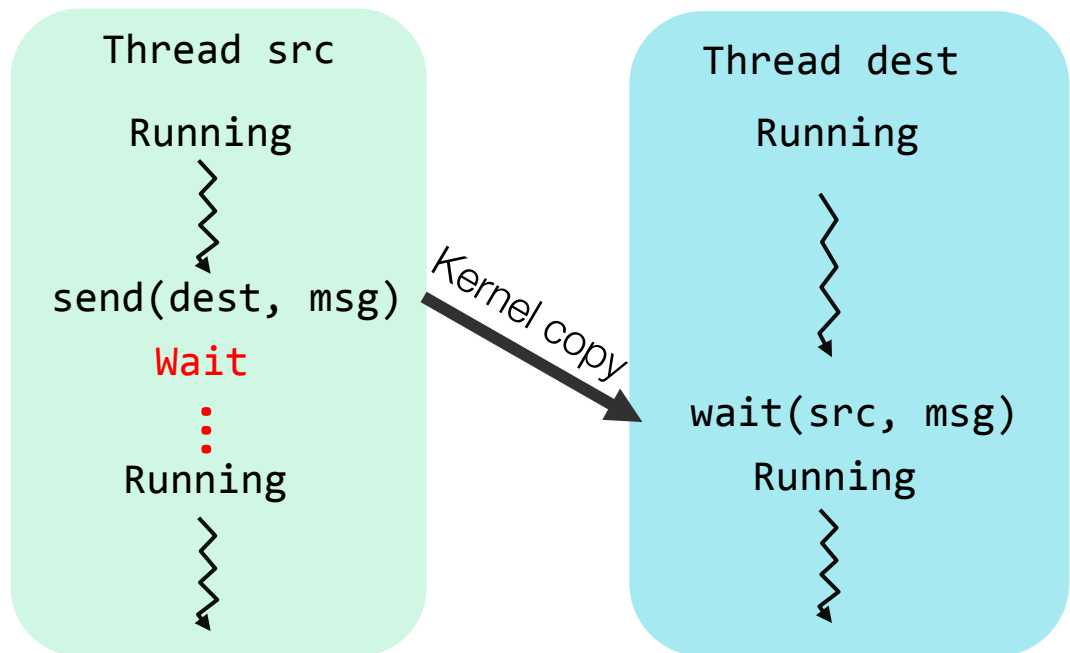 Thread src
Running
send(dest, msg)
Wait
Running
Kernel copy
Thread dest
Running
wait(src, msg)
Running